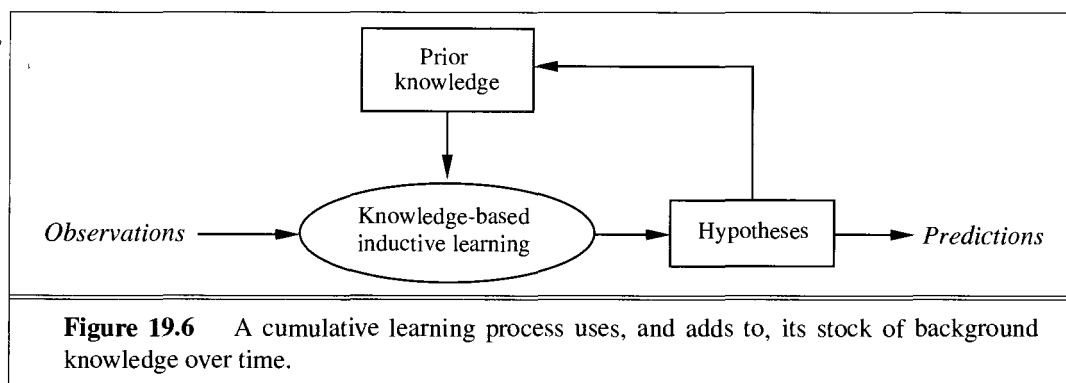 Prior
knowledge
Observations
Knowledge-based
inductive learning
Hypotheses
Predictions
Figure 19.6 A cumulative learning process uses, and adds to, its stock of background
knowledge over time.